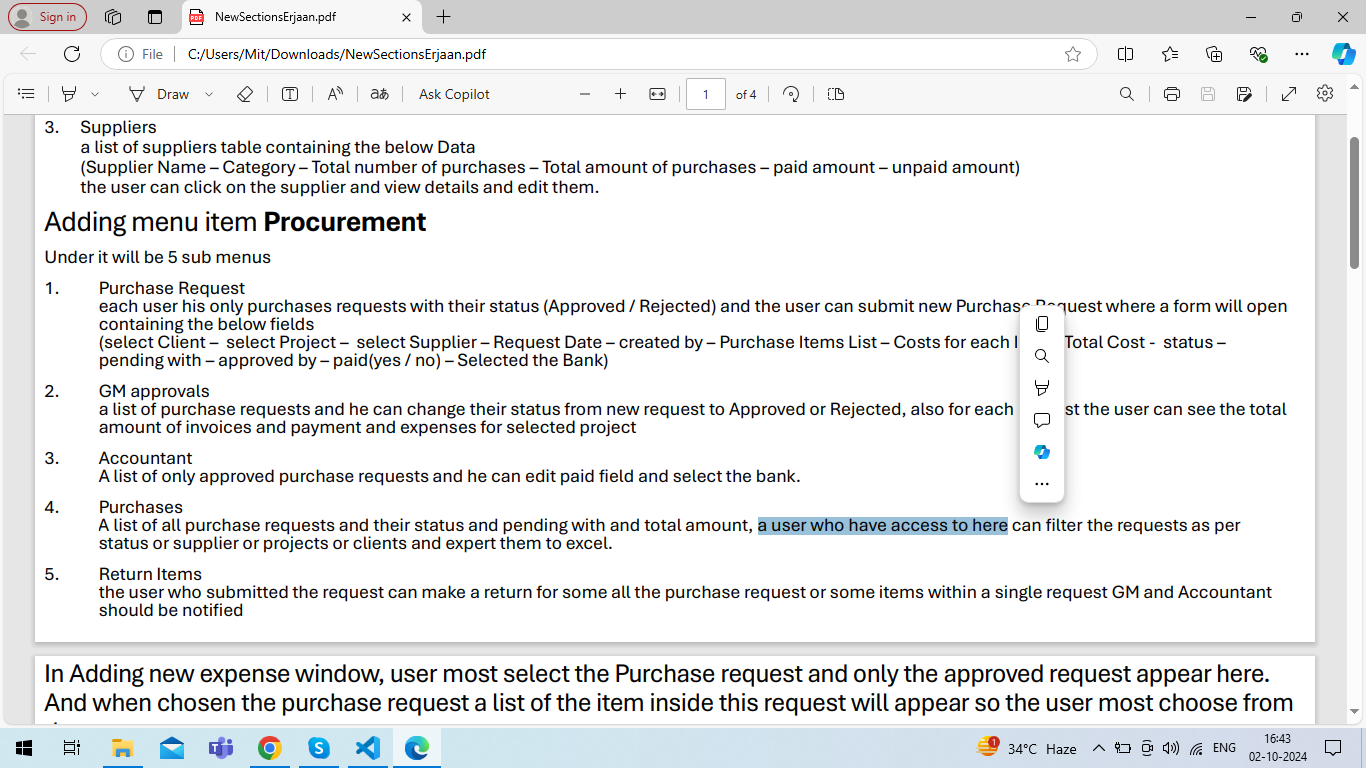 Sign in
NewSectionsErjaan.pdf
File
C:/Users/Mit/Downloads/NewSectionsErjaan.pdf
Draw
Ask Copilot
1 of 4
3. Suppliers
a list of suppliers table containing the below Data
(Supplier Name – Category – Total number of purchases – Total amount of purchases – paid amount – unpaid amount)
the user can click on the supplier and view details and edit them.
Adding menu item Procurement
Under it will be 5 sub menus
1. Purchase Request
each user his only purchases requests with their status (Approved / Rejected) and the user can submit new Purchase Request where a form will open
containing the below fields
(select Client – select Project – select Supplier – Request Date – created by – Purchase Items List – Costs for each Total Cost - status –
pending with – approved by – paid(yes / no) – Selected the Bank)
2. GM approvals
a list of purchase requests and he can change their status from new request to Approved or Rejected, also for each the user can see the total
amount of invoices and payment and expenses for selected project
3. Accountant
A list of only approved purchase requests and he can edit paid field and select the bank.
4. Purchases
A list of all purchase requests and their status and pending with and total amount, a user who have access to here can filter the requests as per
status or supplier or projects or clients and expert them to excel.
5. Return Items
the user who submitted the request can make a return for some all the purchase request or some items within a single request GM and Accountant
should be notified
In Adding new expense window, user most select the Purchase request and only the approved request appear here.
And when chosen the purchase request a list of the item inside this request will appear so the user most choose from
34°C Haze
ENG
16:43
02-10-2024